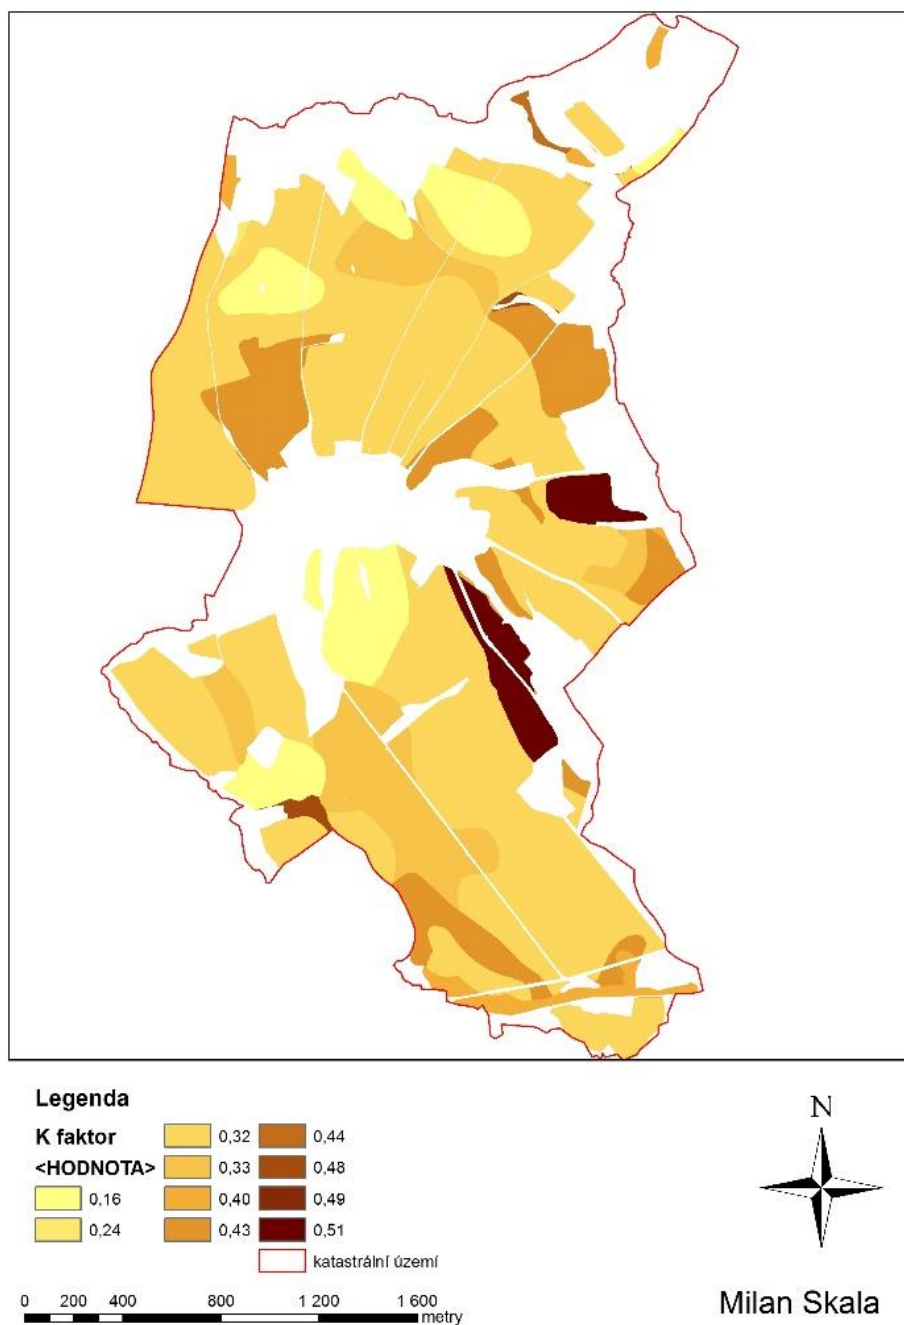 Legenda
K faktor
<HODNOTA>
0,16
0,24
0,32
0,33
0,40
0,43
0,44
0,48
0,49
0,51
katastrální území
0 200 400 800 1 200 1 600
metry
N
Milan Skala